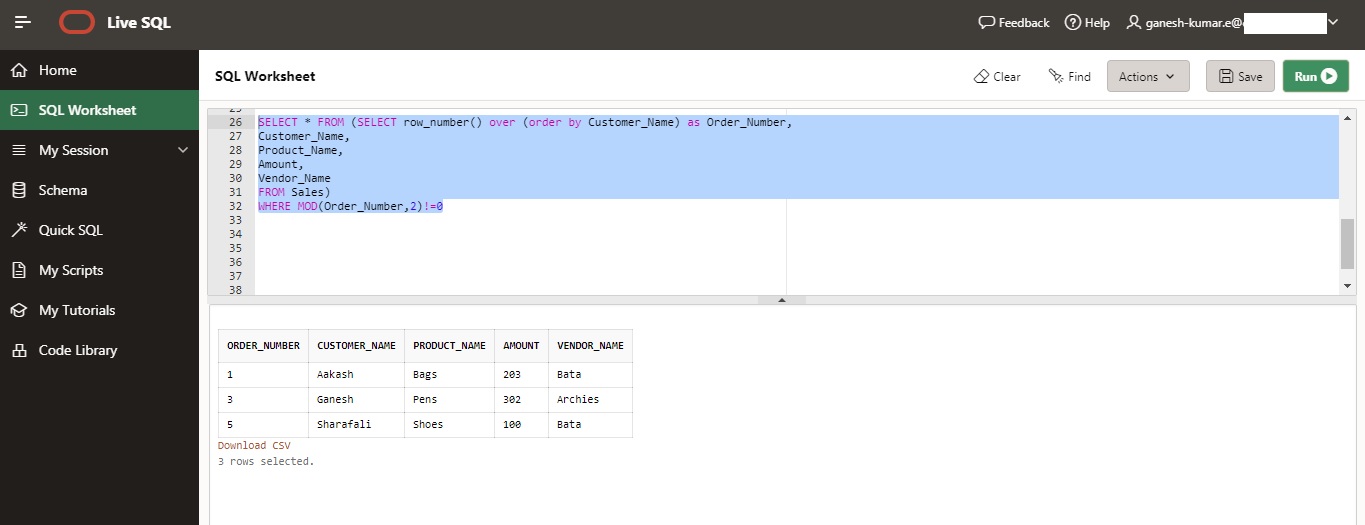 Live SQL
Feedback
Help
ganesh-kumar.e@
Home
SQL Worksheet
My Session
Schema
Quick SQL
My Scripts
My Tutorials
Code Library
SQL Worksheet
Clear
Find
Actions
Save
Run
25
26 SELECT * FROM (SELECT row_number() over (order by Customer_Name) as Order_Number,
27 Customer_Name,
28 Product_Name,
29 Amount,
30 Vendor_Name
31 FROM Sales)
32 WHERE MOD(Order_Number,2)!=0
33
34
35
36
37
38
ORDER_NUMBER CUSTOMER_NAME PRODUCT_NAME AMOUNT VENDOR_NAME
1 Aakash Bags 203 Bata
3 Ganesh Pens 302 Archies
5 Sharafali Shoes 100 Bata
Download CSV
3 rows selected.